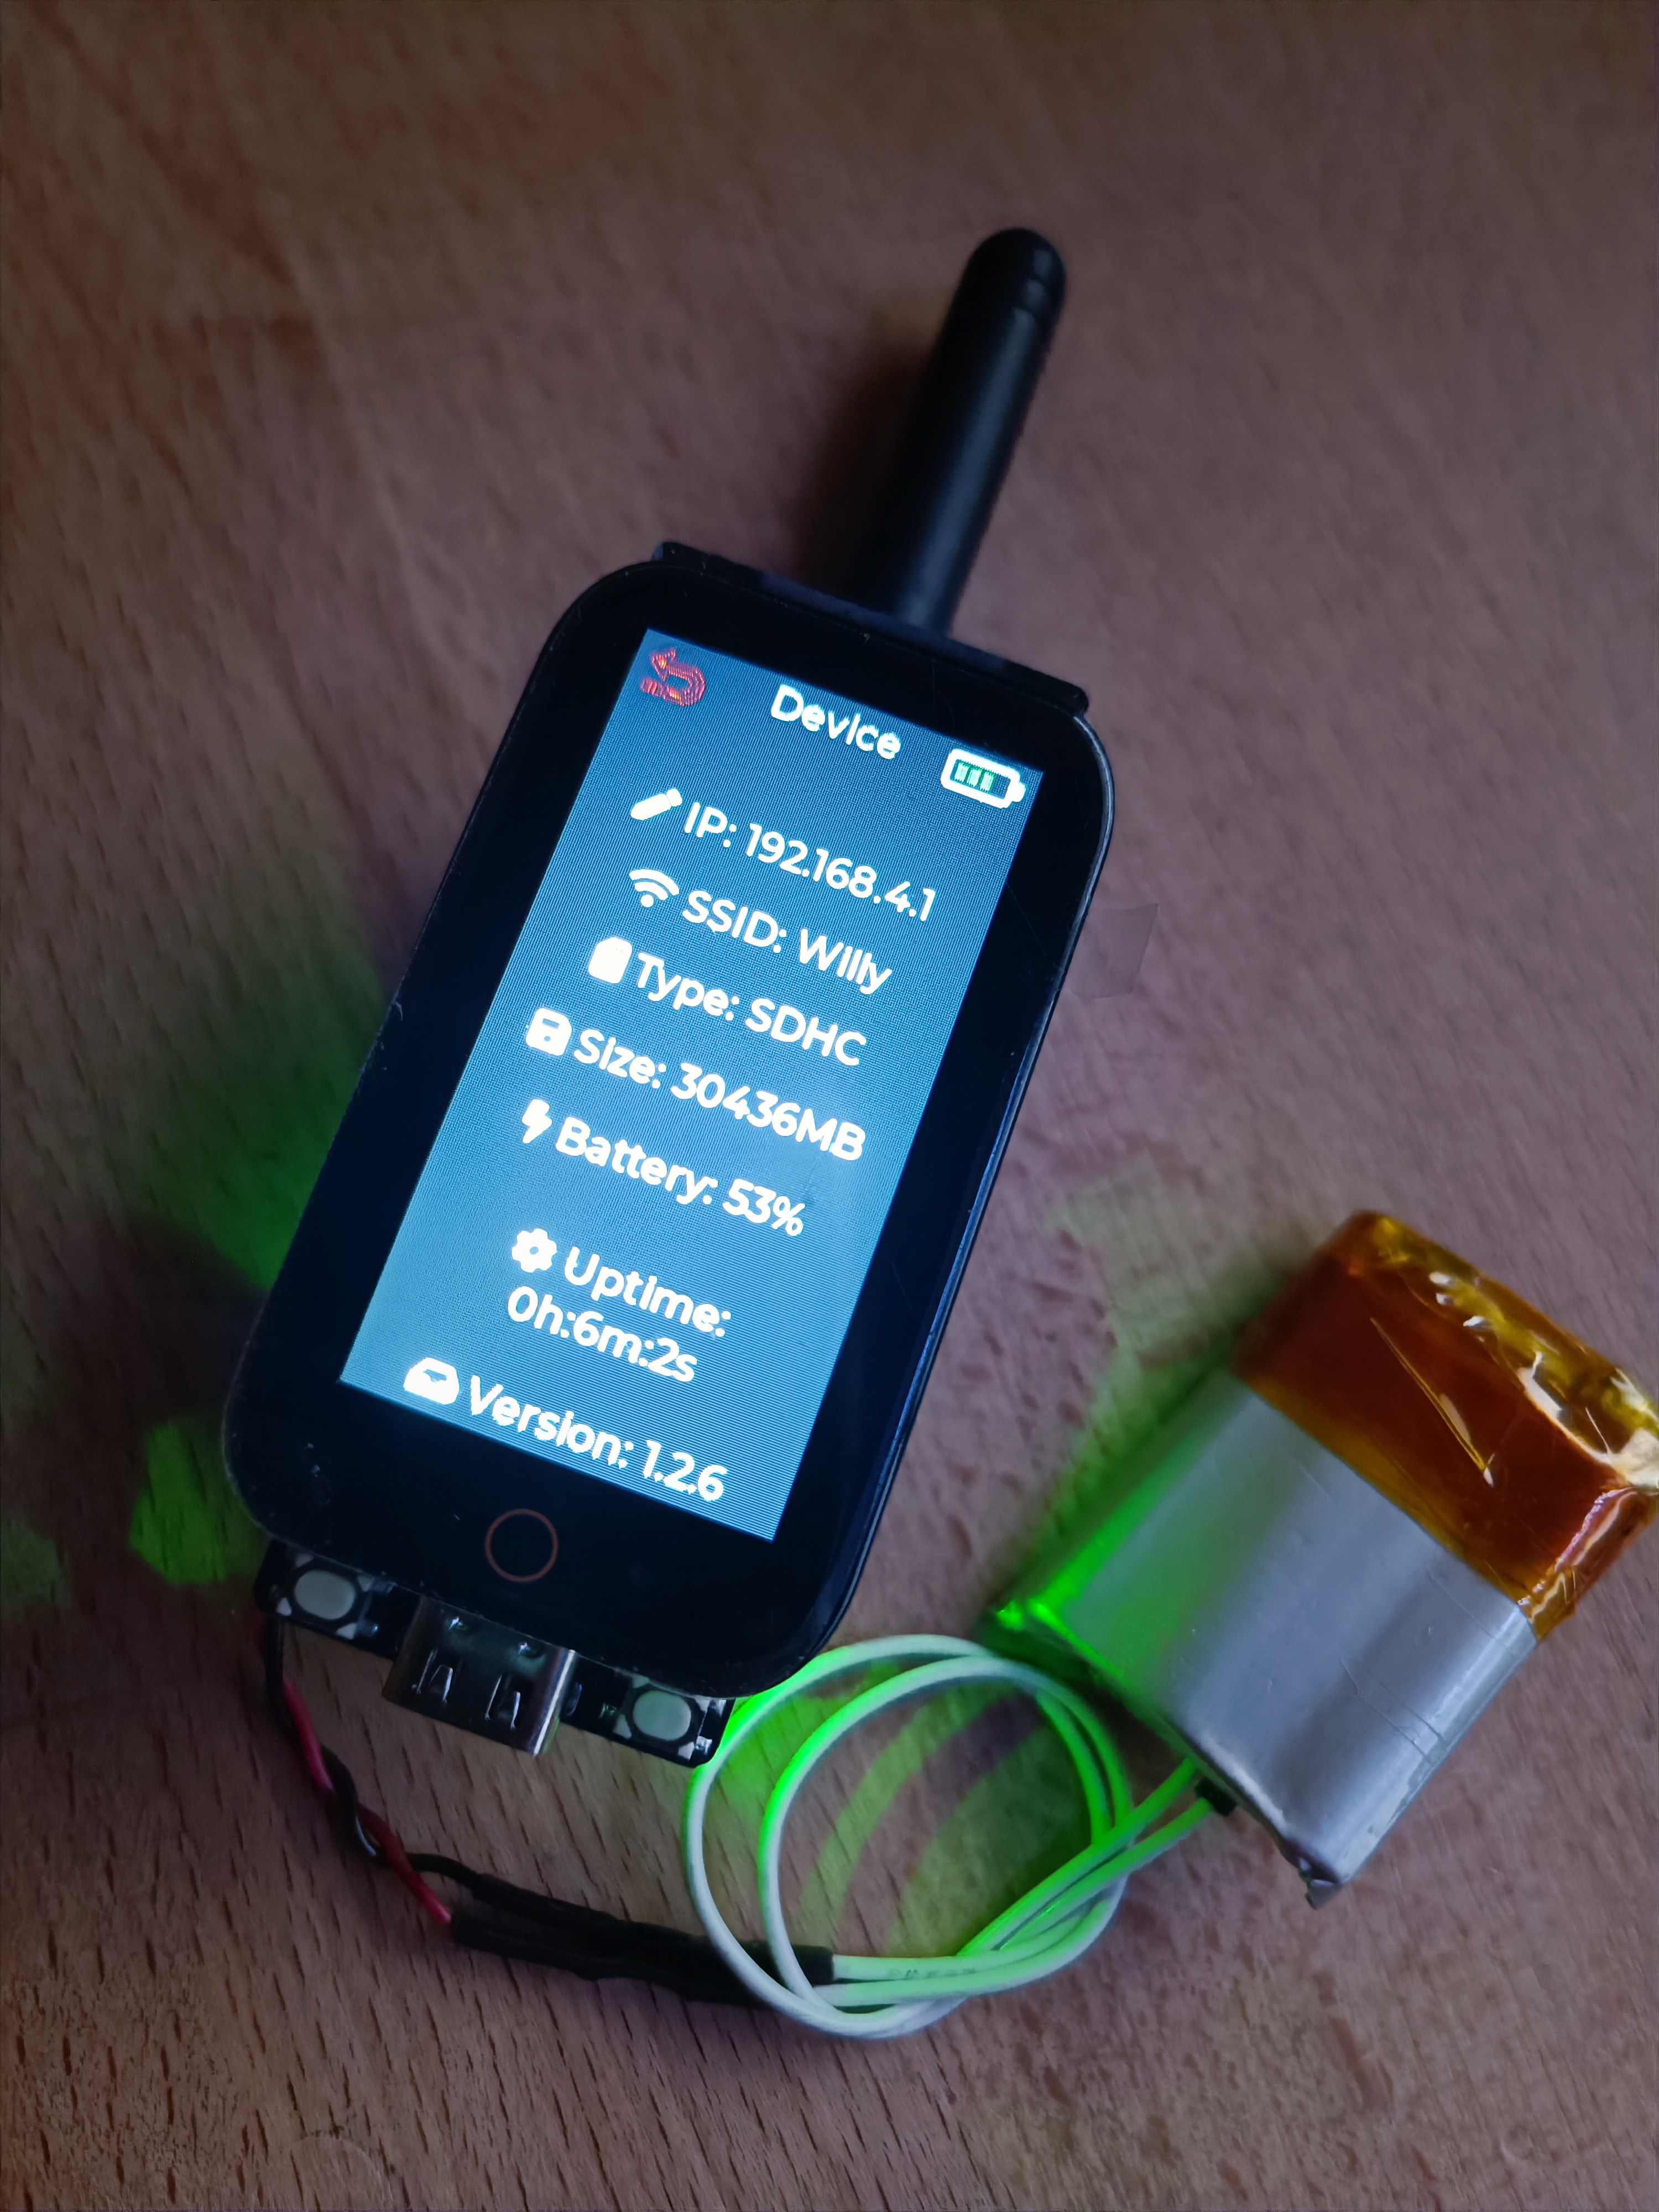 Device
IP: 192.168.4.1
SSID: Willy
Type: SDHC
Size: 30436MB
Battery: 53%
Uptime:
0h:6m:2s
Version: 1.2.6